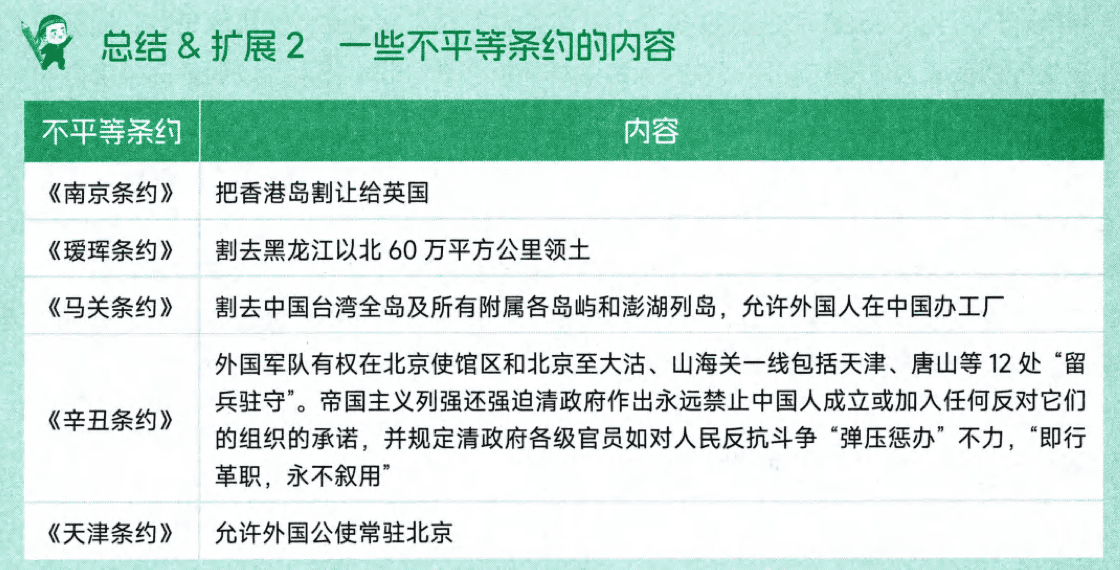 总结 & 扩展 2 一些不平等条约的内容
不平等条约 内容
《南京条约》 把香港岛割让给英国
《瑷珲条约》 割去黑龙江以北 60 万平方公里领土
《马关条约》 割去中国台湾全岛及所有附属各岛屿和澎湖列岛，允许外国人在中国办工厂
《辛丑条约》
外国军队有权在北京使馆区和北京至大沽、山海关一线包括天津、唐山等 12 处“留
兵驻守”。帝国主义列强还强迫清政府作出永远禁止中国人成立或加入任何反对它们
的组织的承诺，并规定清政府各级官员如对人民反抗斗争“弹压惩办”不力，“即行
革职，永不叙用”
《天津条约》 允许外国公使常驻北京